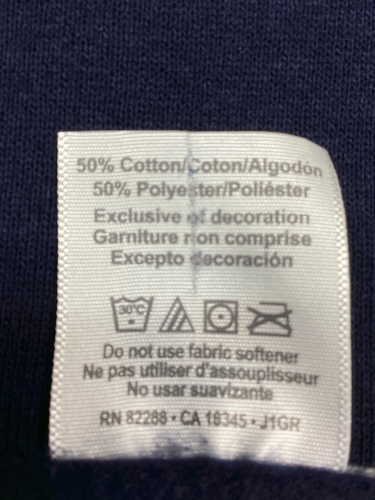 50% Cotton/Coton/Algodón
50% Polyester/Poliéster
Exclusive of decoration
Garniture non comprise
Excepto decoración
30°C
Do not use fabric softener
Ne pas utiliser d'assouplisseur
No usar suavizante
RN 82288 • CA 18345 • J1GR